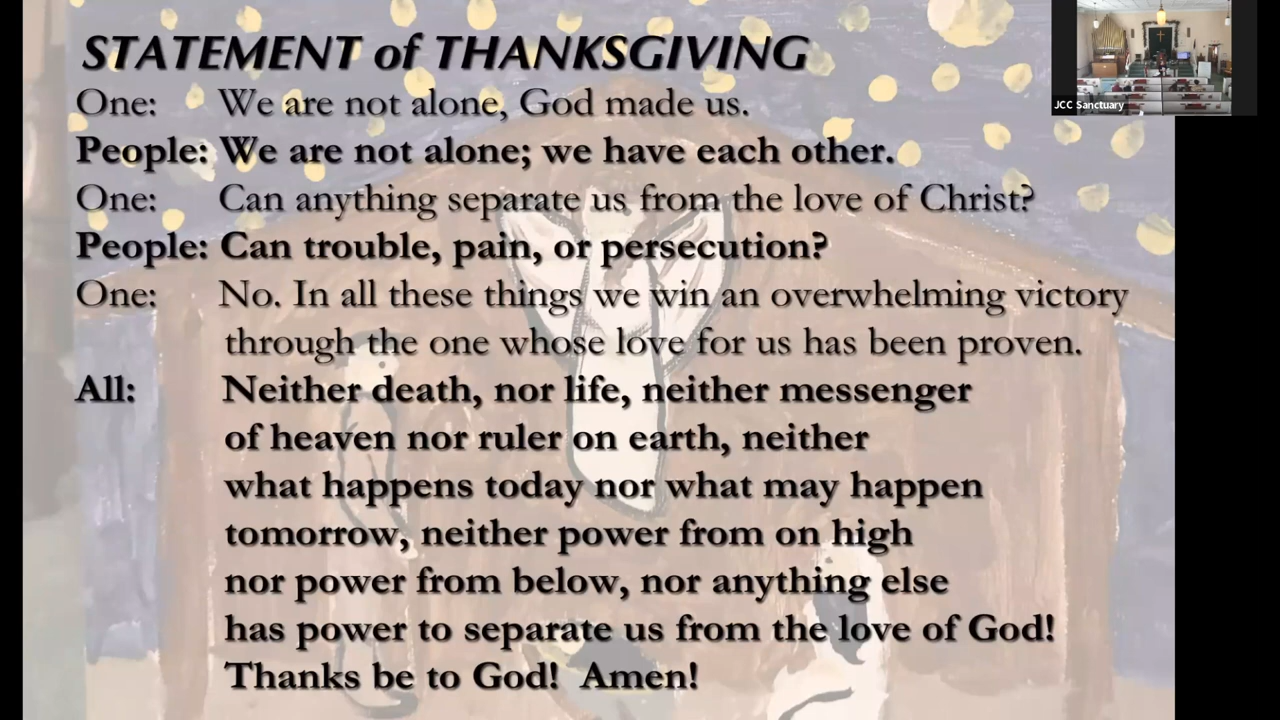 STATEMENT of THANKSGIVING
JCC Sanctuary
One: We are not alone, God made us.
People: We are not alone; we have each other.
One: Can anything separate us from the love of Christ?
People: Can trouble, pain, or persecution?
One: No. In all these things we win an overwhelming victory
through the one whose love for us has been proven.
All: Neither death, nor life, neither messenger
of heaven nor ruler on earth, neither
what happens today nor what may happen
tomorrow, neither power from on high
nor power from below, nor anything else
has power to separate us from the love of God!
Thanks be to God! Amen!